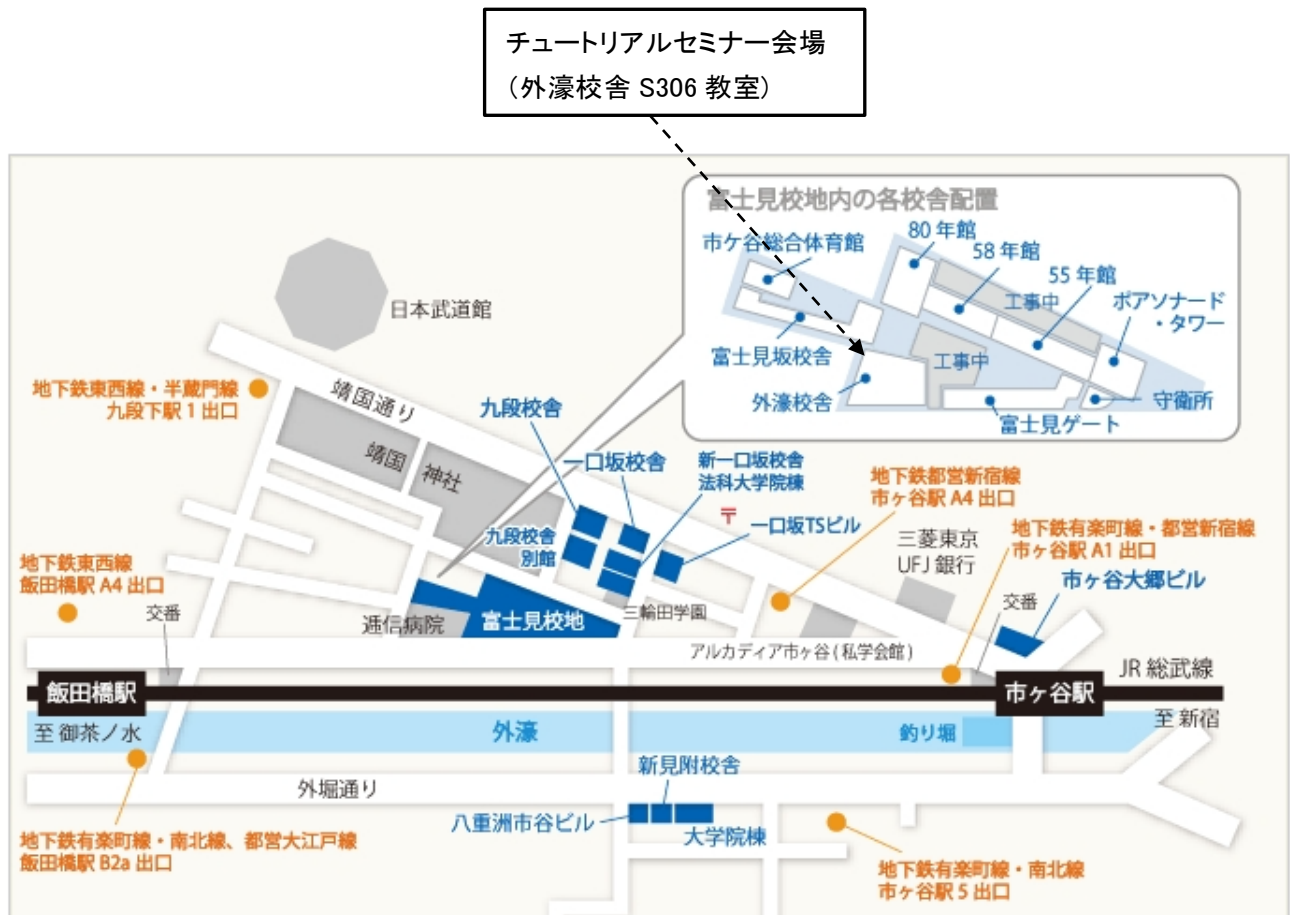 チュートリアルセミナー会場
（外濠校舎 S306 教室）
富士見校地内の各校舎配置
市ケ谷総合体育館
80 年館
58 年館
55 年館
工事中
ボアソナード
・タワー
富士見坂校舎
工事中
外濠校舎
守衛所
富士見ゲート
日本武道館
地下鉄東西線・半蔵門線
九段下駅 1 出口
靖国通り
九段校舎
靖国 神社
一口坂校舎
新一口坂校舎
法科大学院棟
地下鉄都営新宿線
市ヶ谷駅 A4 出口
〒
一口坂TSビル
九段校舎
別館
三菱東京
UFJ 銀行
地下鉄有楽町線・都営新宿線
市ヶ谷駅 A1 出口
地下鉄東西線
飯田橋駅 A4 出口
市ヶ谷大郷ビル
交番
交番
逓信病院
富士見校地
三輪田学園
アルカディア市ヶ谷 ( 私学会館 )
JR 総武線
飯田橋駅
市ヶ谷駅
至 御茶ノ水
外濠
釣り堀
至 新宿
外堀通り
新見附校舎
八重洲市谷ビル
大学院棟
地下鉄有楽町線・南北線、都営大江戸線
飯田橋駅 B2a 出口
地下鉄有楽町線・南北線
市ヶ谷駅 5 出口